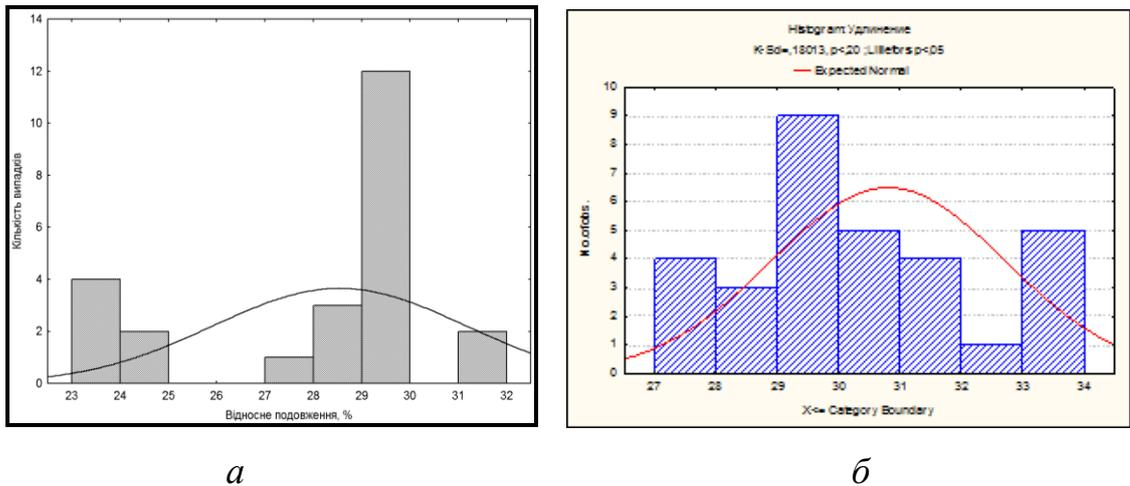 14
12
10
8
6
4
2
0
Кількість випадків
23 24 25 26 27 28 29 30 31 32
Відносне подовження, %
а
Histogram: Удлинение
K-S d=,18013, p<,20 ; Lilliefors p<,05
Expected Normal
10
9
8
7
6
5
4
3
2
1
0
No. of obs.
27 28 29 30 31 32 33 34
X <= Category Boundary
б